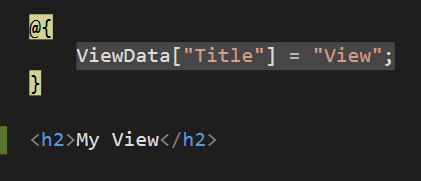 @{
ViewData["Title"] = "View";
}
<h2>My View</h2>